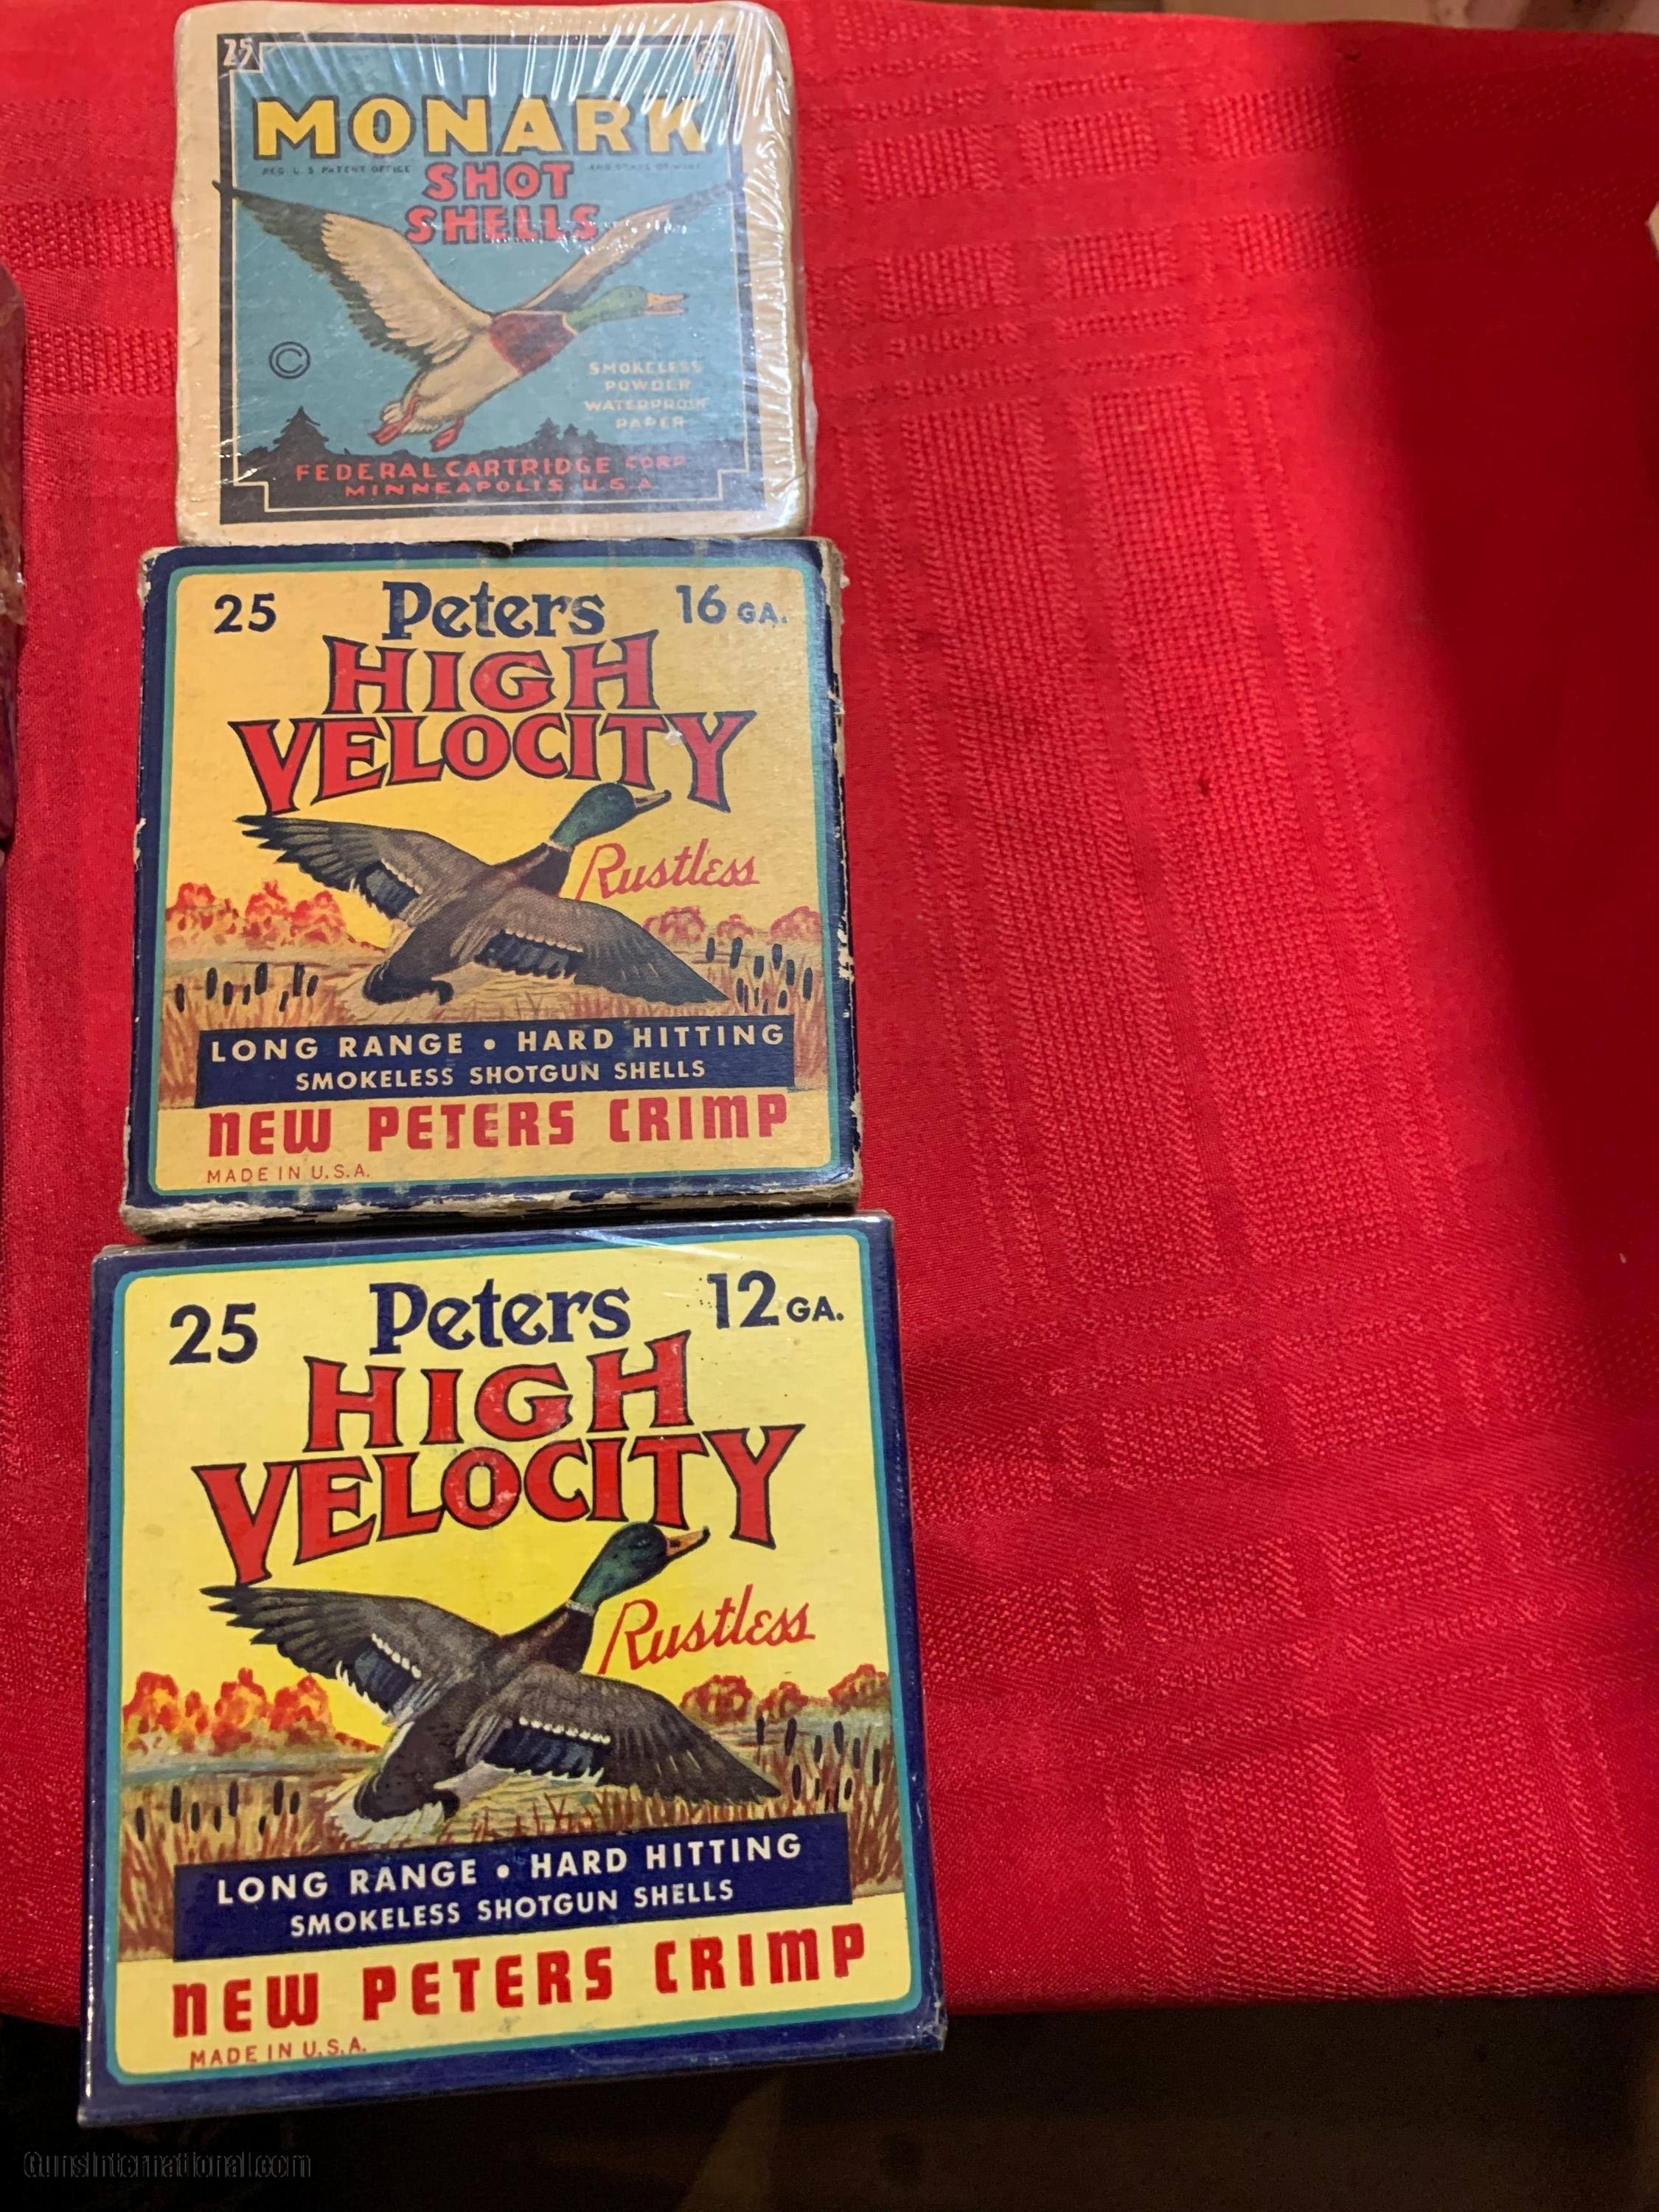 25 25
MONARK
REG. U.S. PATENT OFFICE
SHOT
SHELLS
©
SMOKELESS
POWDER
WATERPROOF
PAPER
FEDERAL CARTRIDGE CORP.
MINNEAPOLIS U.S.A.
25 Peters 16 GA.
HIGH
VELOCITY
Rustless
LONG RANGE • HARD HITTING
SMOKELESS SHOTGUN SHELLS
NEW PETERS CRIMP
MADE IN U.S.A.
25 Peters 12 GA.
HIGH
VELOCITY
Rustless
LONG RANGE • HARD HITTING
SMOKELESS SHOTGUN SHELLS
NEW PETERS CRIMP
MADE IN U.S.A.
GunsInternational.com